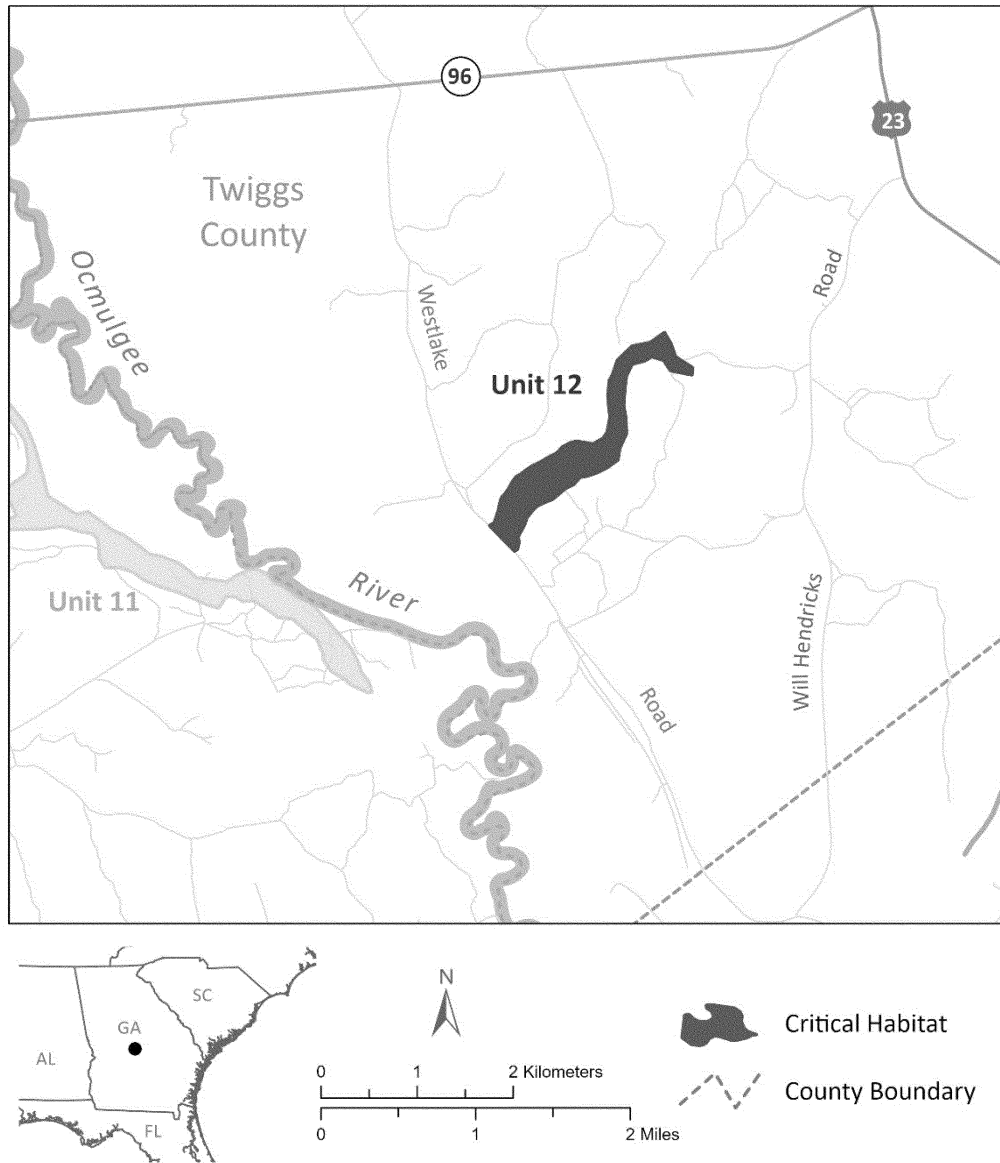 96
23
Twiggs
County
Ocmulgee
Road
Westlake
Unit 12
River
Unit 11
Will Hendricks
Road
N
SC
GA
AL
FL
Critical Habitat
0 1 2 Kilometers
County Boundary
0 1 2 Miles